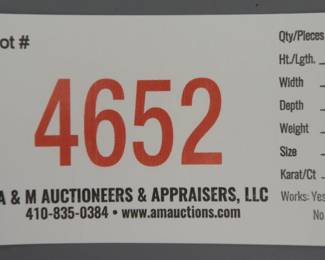 ot #
4652
A & M AUCTIONEERS & APPRAISERS, LLC
410-835-0384 • www.amauctions.com
Qty/Pieces
Ht./Lgth.
Width
Depth
Weight
Size
Karat/Ct
Works: Yes
No